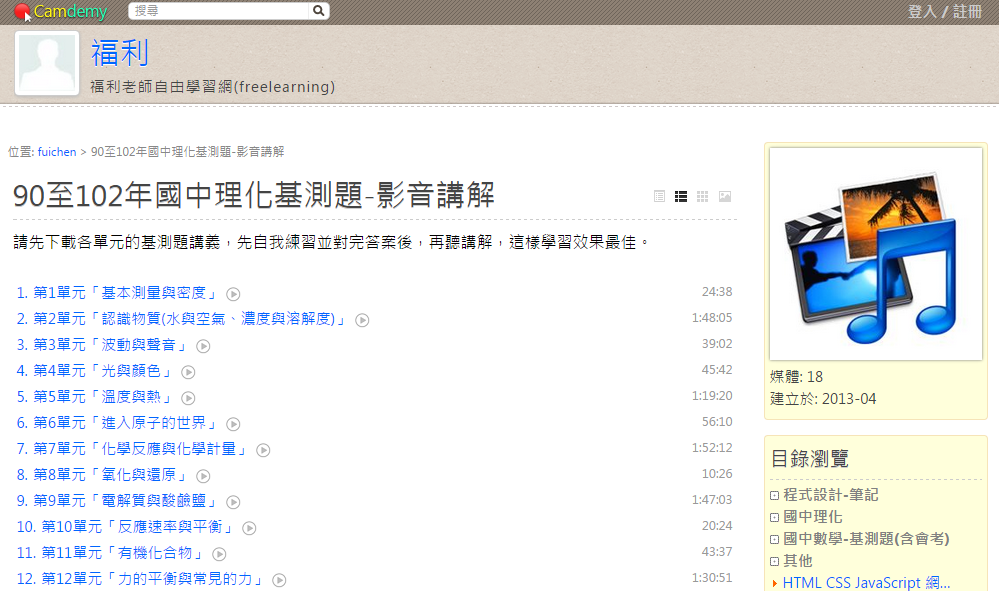 Camdemy
搜尋
登入 / 註冊
福利
福利老師自由學習網(freelearning)
位置: fuichen > 90至102年國中理化基測題-影音講解
90至102年國中理化基測題-影音講解
請先下載各單元的基測題講義，先自我練習並對完答案後，再聽講解，這樣學習效果最佳。
1. 第1單元「基本測量與密度」 24:38
2. 第2單元「認識物質(水與空氣、濃度與溶解度)」 1:48:05
3. 第3單元「波動與聲音」 39:02
4. 第4單元「光與顏色」 45:42
5. 第5單元「溫度與熱」 1:19:20
6. 第6單元「進入原子的世界」 56:10
7. 第7單元「化學反應與化學計量」 1:52:12
8. 第8單元「氧化與還原」 10:26
9. 第9單元「電解質與酸鹼鹽」 1:47:03
10. 第10單元「反應速率與平衡」 20:24
11. 第11單元「有機化合物」 43:37
12. 第12單元「力的平衡與常見的力」 1:30:51
媒體: 18
建立於: 2013-04
目錄瀏覽
程式設計-筆記
國中理化
國中數學-基測題(含會考)
其他
HTML CSS JavaScript 網...